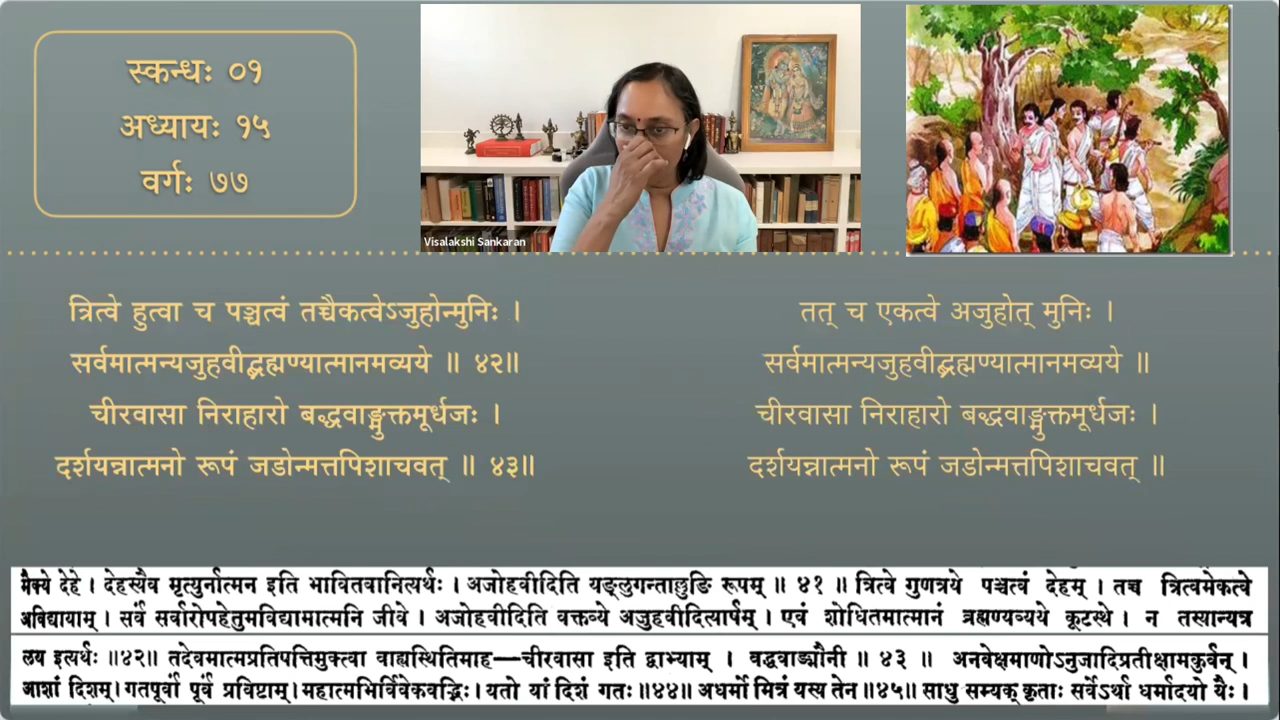 स्कन्धः ०१
अध्यायः १५
वर्गः ७७
Visalakshi Sankaran
त्रित्वे हुत्वा च पञ्चत्वं तच्चैकत्वेऽजुहोन्मुनिः ।
सर्वमात्मन्यजुहवीद्ब्रह्मण्यात्मानमव्यये ॥ ४२॥
चीरवासा निराहारो बद्धवाङ्मुक्तमूर्धजः ।
दर्शयन्नात्मनो रूपं जडोन्मत्तपिशाचवत् ॥ ४३॥
तत् च एकत्वे अजुहोत् मुनिः ।
सर्वमात्मन्यजुहवीद्ब्रह्मण्यात्मानमव्यये ॥
चीरवासा निराहारो बद्धवाङ्मुक्तमूर्धजः ।
दर्शयन्नात्मनो रूपं जडोन्मत्तपिशाचवत् ॥
मैक्ये देहे । देहस्यैव मृत्युर्नात्मन इति भावितवानित्यर्थः । अजोहवीदिति यङ्लुगन्ताल्लुङि रूपम् ॥ ४१ ॥ त्रित्वे गुणत्रये पञ्चत्वं देहम् । तच्च त्रित्वमेकत्वे
अविद्यायाम् । सर्वं सर्वारोपहेतुमविद्यामात्मनि जीवे । अजोहवीदिति वक्तव्ये अजुहवीदित्यार्षम् । एवं शोधितमात्मानं ब्रह्मण्यव्यये कूटस्थे । न तस्यान्यत्र
लय इत्यर्थः ॥४२॥ तदेवमात्मप्रतिपत्तिमुक्त्वा वाह्यस्थितिमाह—चीरवासा इति द्वाभ्याम् । वद्धवाङ्मौनी ॥ ४३ ॥ अनवेक्षमाणोऽनुजादिप्रतीक्षामकुर्वन् ।
आशां दिशम् । गतपूर्वां पूर्वं प्रविष्टाम् । महात्मभिर्विवेकवद्भिः । यतो यां दिशं गतः ॥४४॥ अधर्मो मित्रं यस्य तेन ॥४५॥ साधु सम्यक् कृताः सर्वेऽर्था धर्मादयो यैः ।